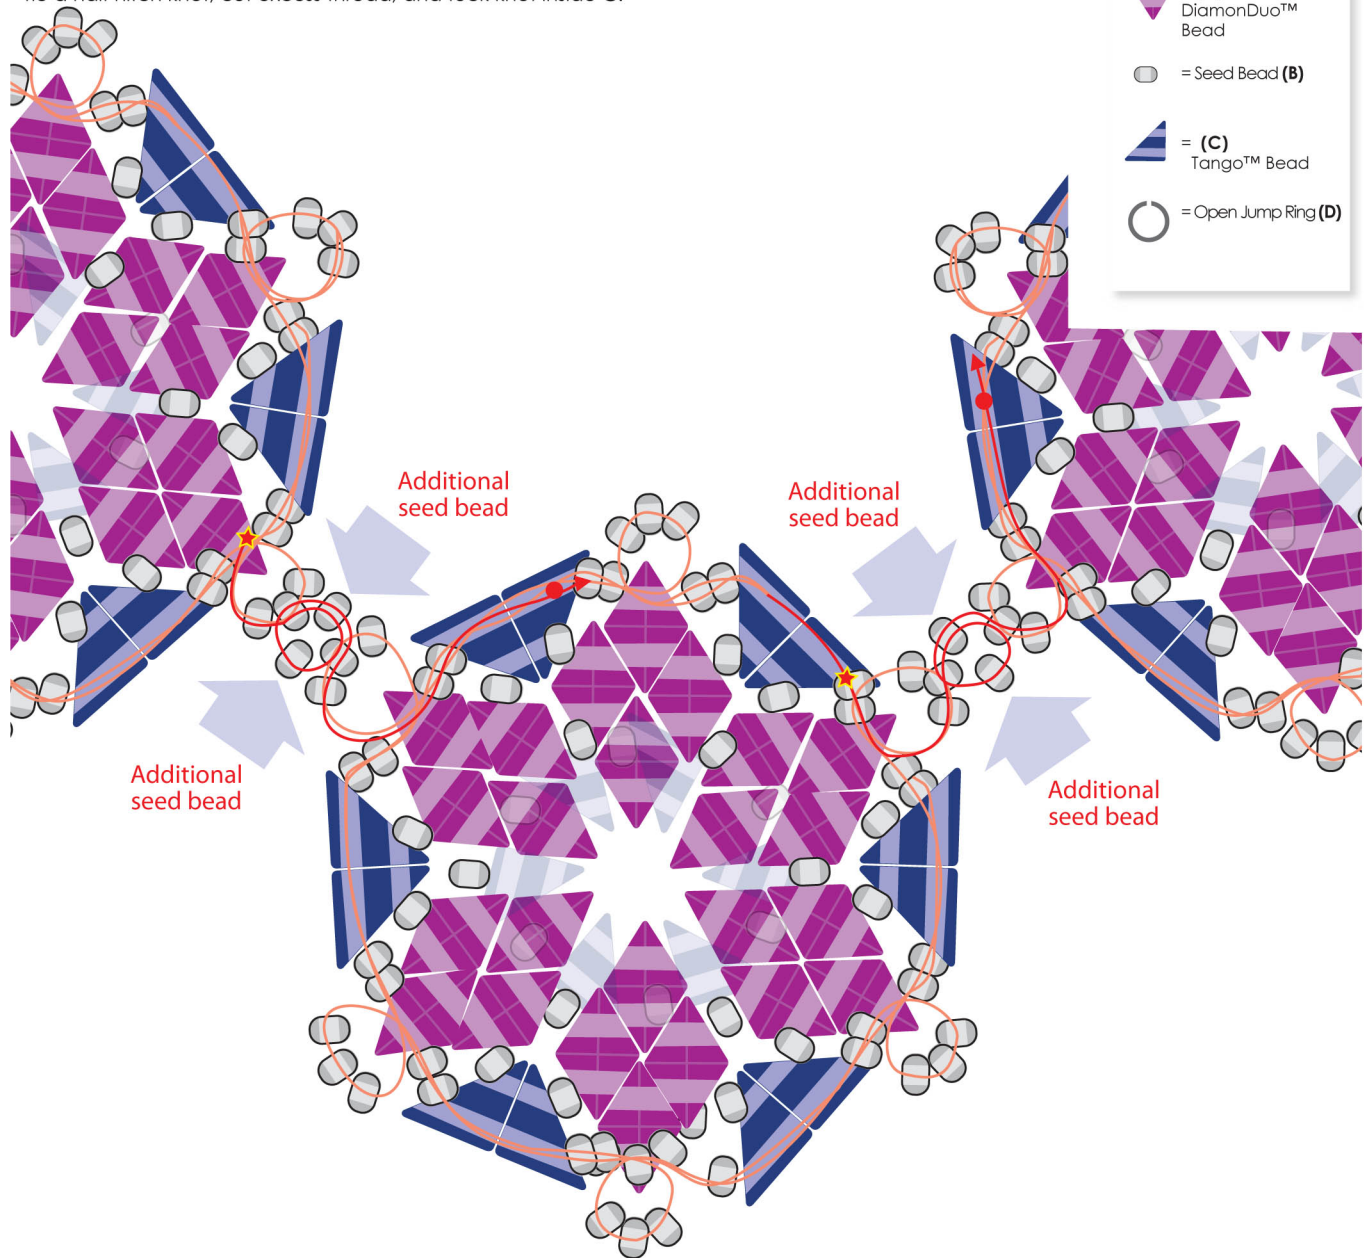 DiamonDuo™
Bead
= Seed Bead (B)
= (C)
Tango™ Bead
= Open Jump Ring (D)
Additional
seed bead
Additional
seed bead
Additional
seed bead
Additional
seed bead